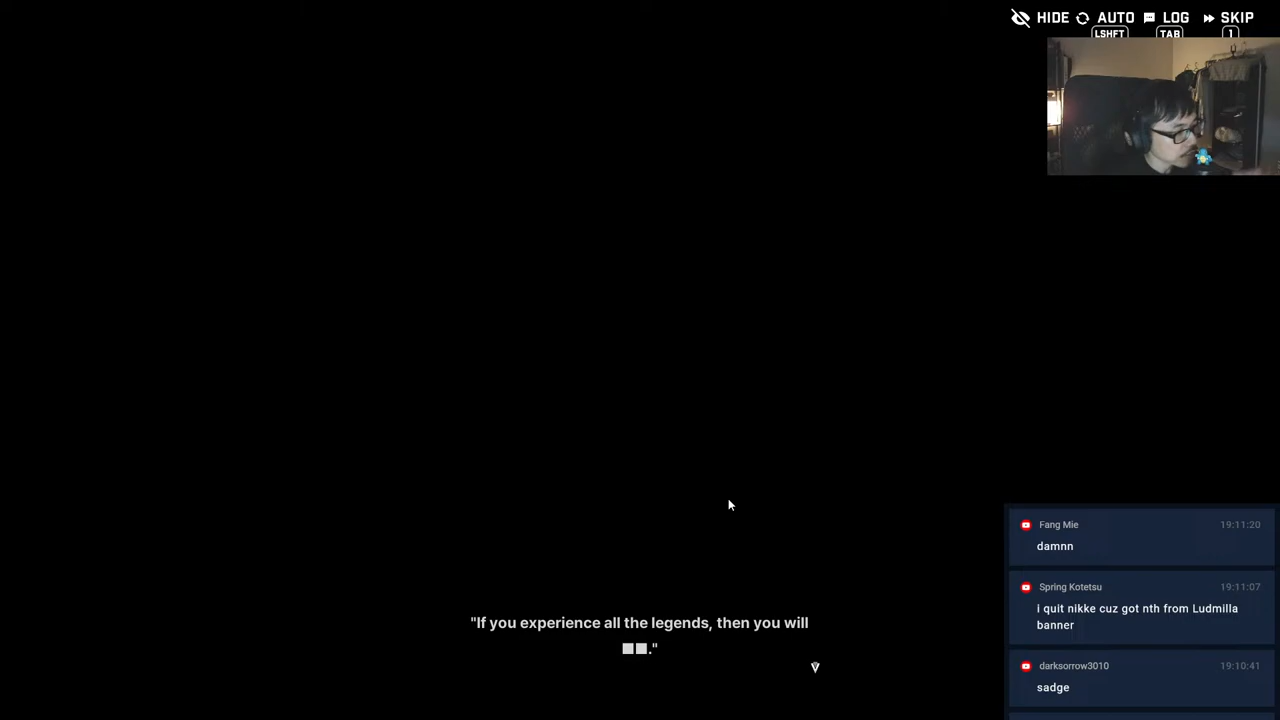 HIDE
AUTO
LOG
SKIP
LSHFT
TAB
1
Fang Mie
19:11:20
damnn
Spring Kotetsu
19:11:07
i quit nikke cuz got nth from Ludmilla
banner
darksorrow3010
19:10:41
sadge
"If you experience all the legends, then you will
■■."